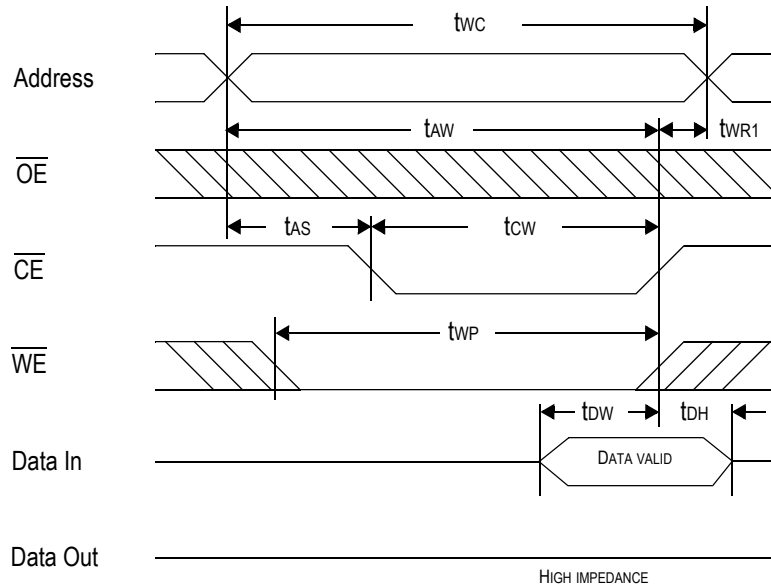 tWC
Address
tAW
tWR1
OE
tAS
tCW
CE
tWP
WE
tDW
tDH
Data In
DATA VALID
Data Out
HIGH IMPEDANCE